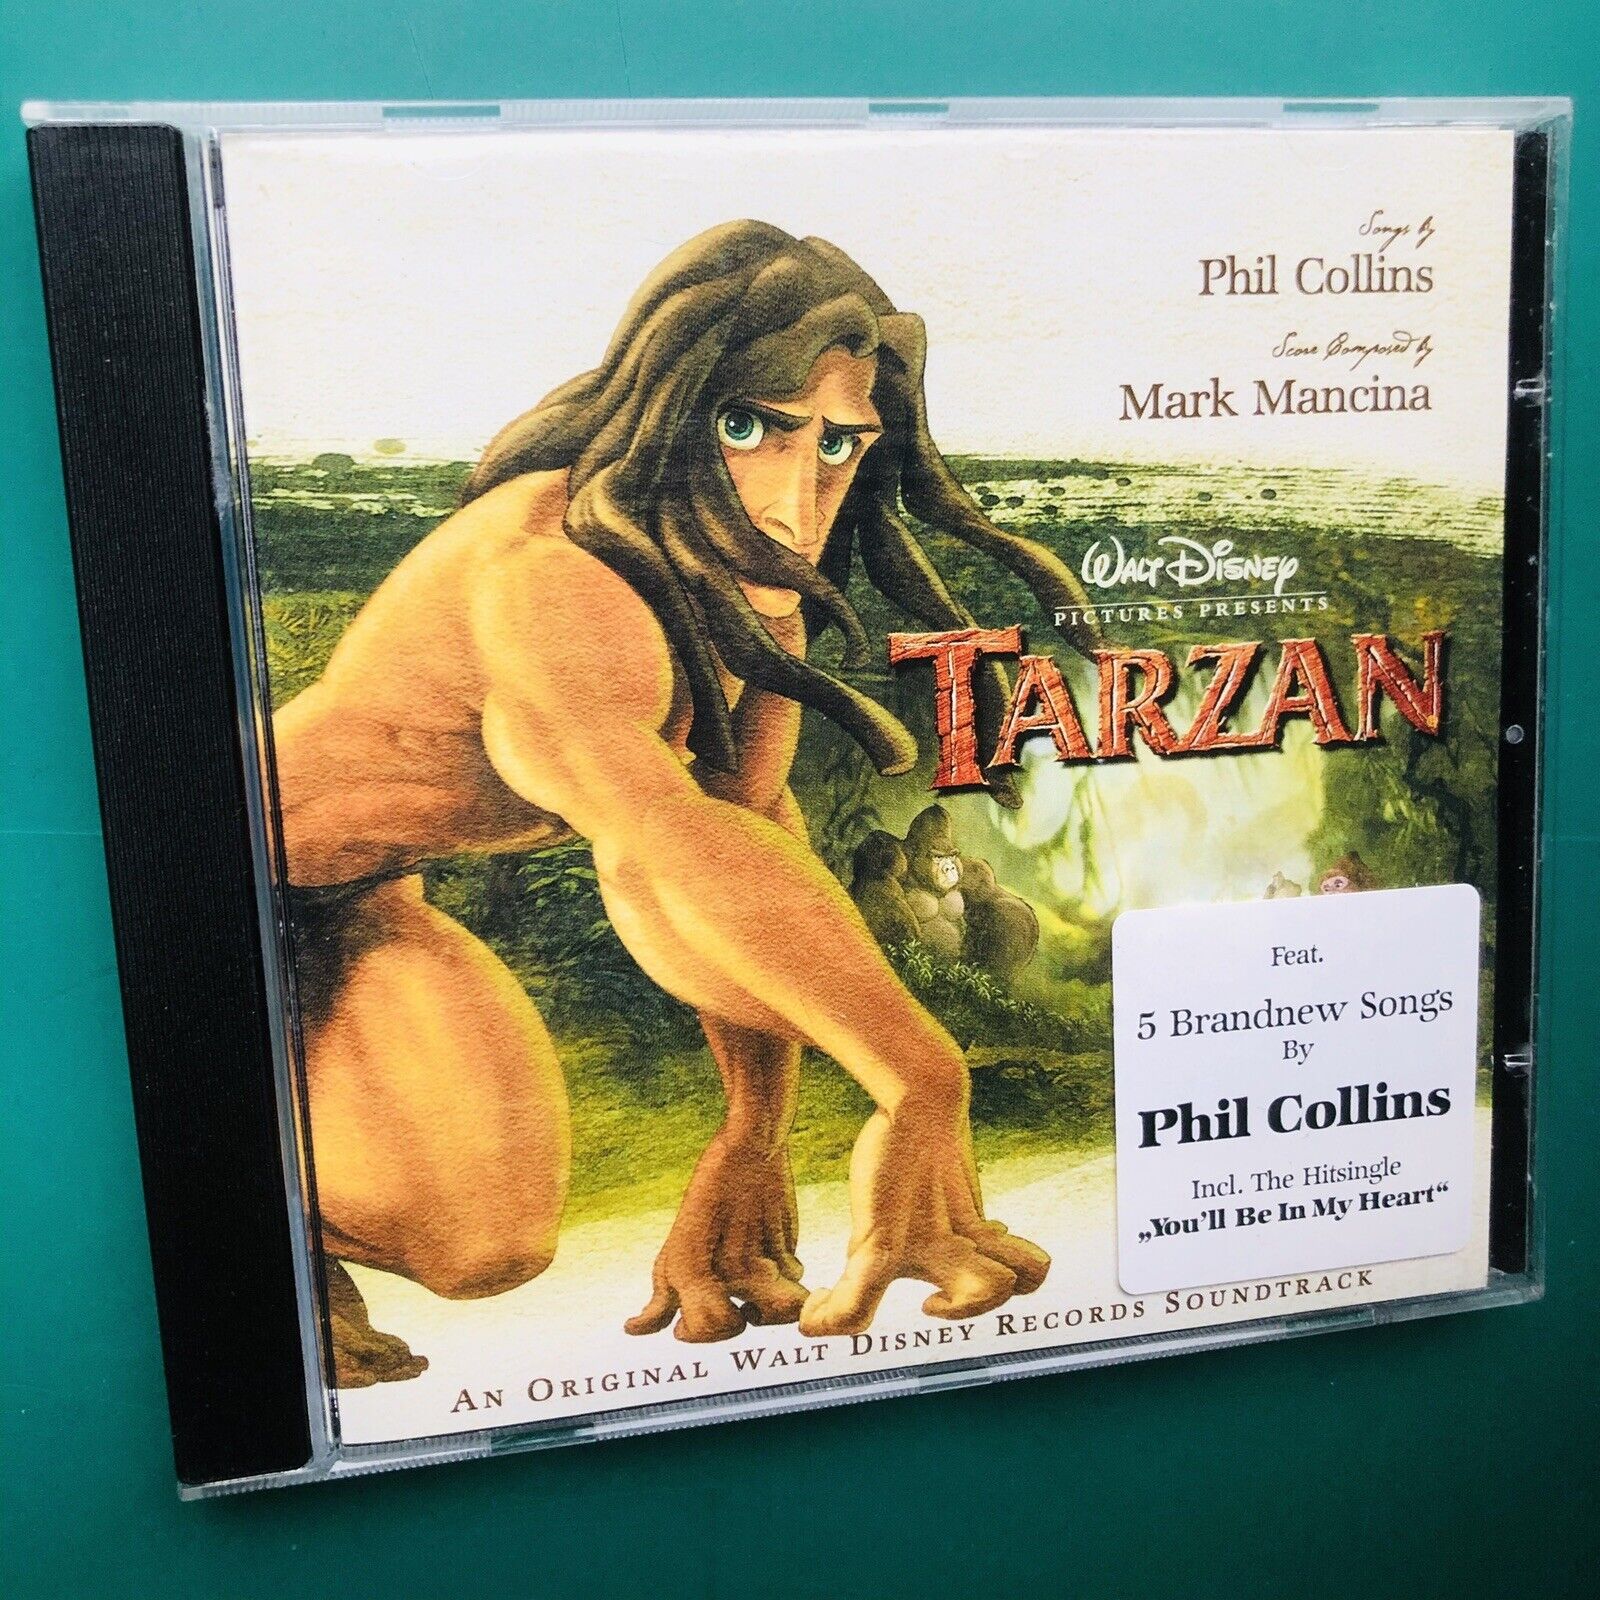 Songs by
Phil Collins
Score Composed by
Mark Mancina
Walt Disney
PICTURES PRESENTS
TARZAN
Feat.
5 Brandnew Songs
By
Phil Collins
Incl. The Hitsingle
„You'll Be In My Heart“
AN ORIGINAL WALT DISNEY RECORDS SOUNDTRACK